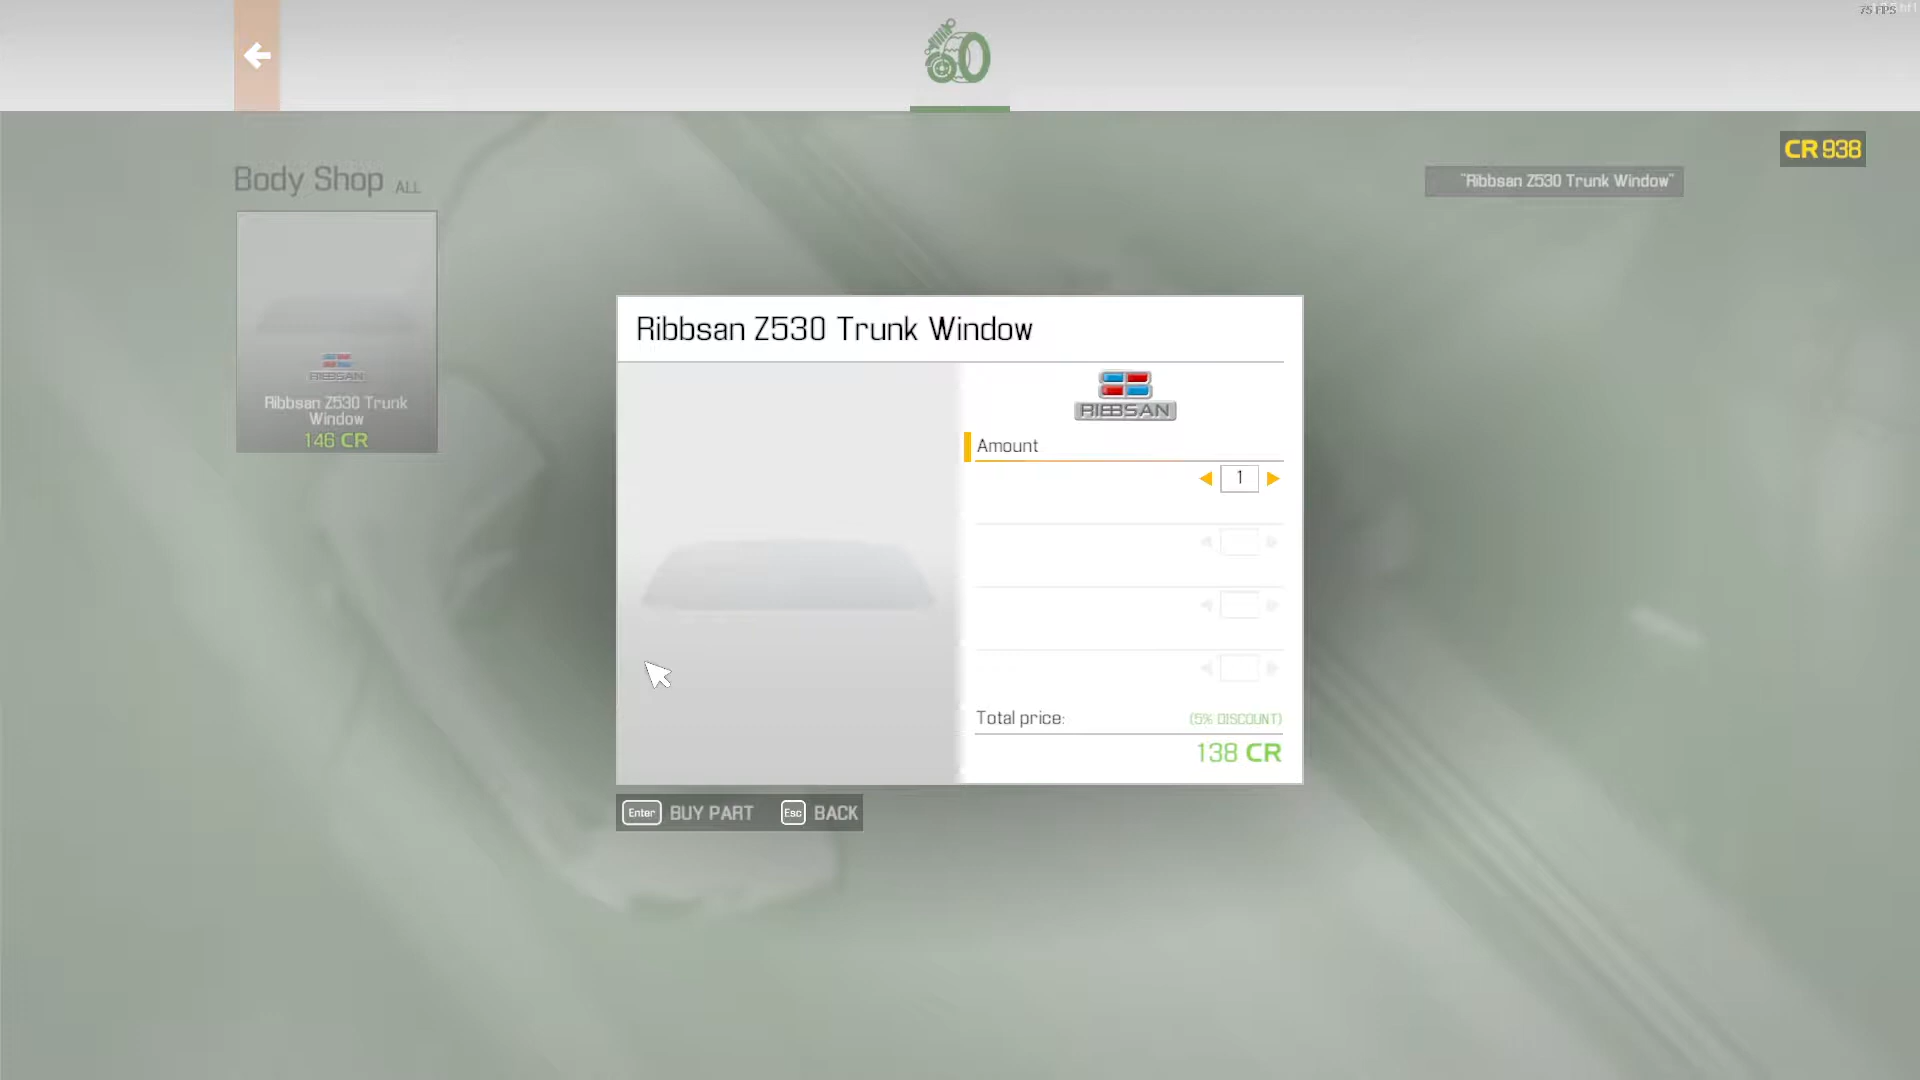 75 FPS
CR 938
Body Shop ALL
"Ribbsan Z530 Trunk Window"
RIBBSAN
Ribbsan Z530 Trunk
Window
146 CR
Ribbsan Z530 Trunk Window
RIBBSAN
Amount
1
Total price:
(5% DISCOUNT)
138 CR
Enter BUY PART
Esc BACK